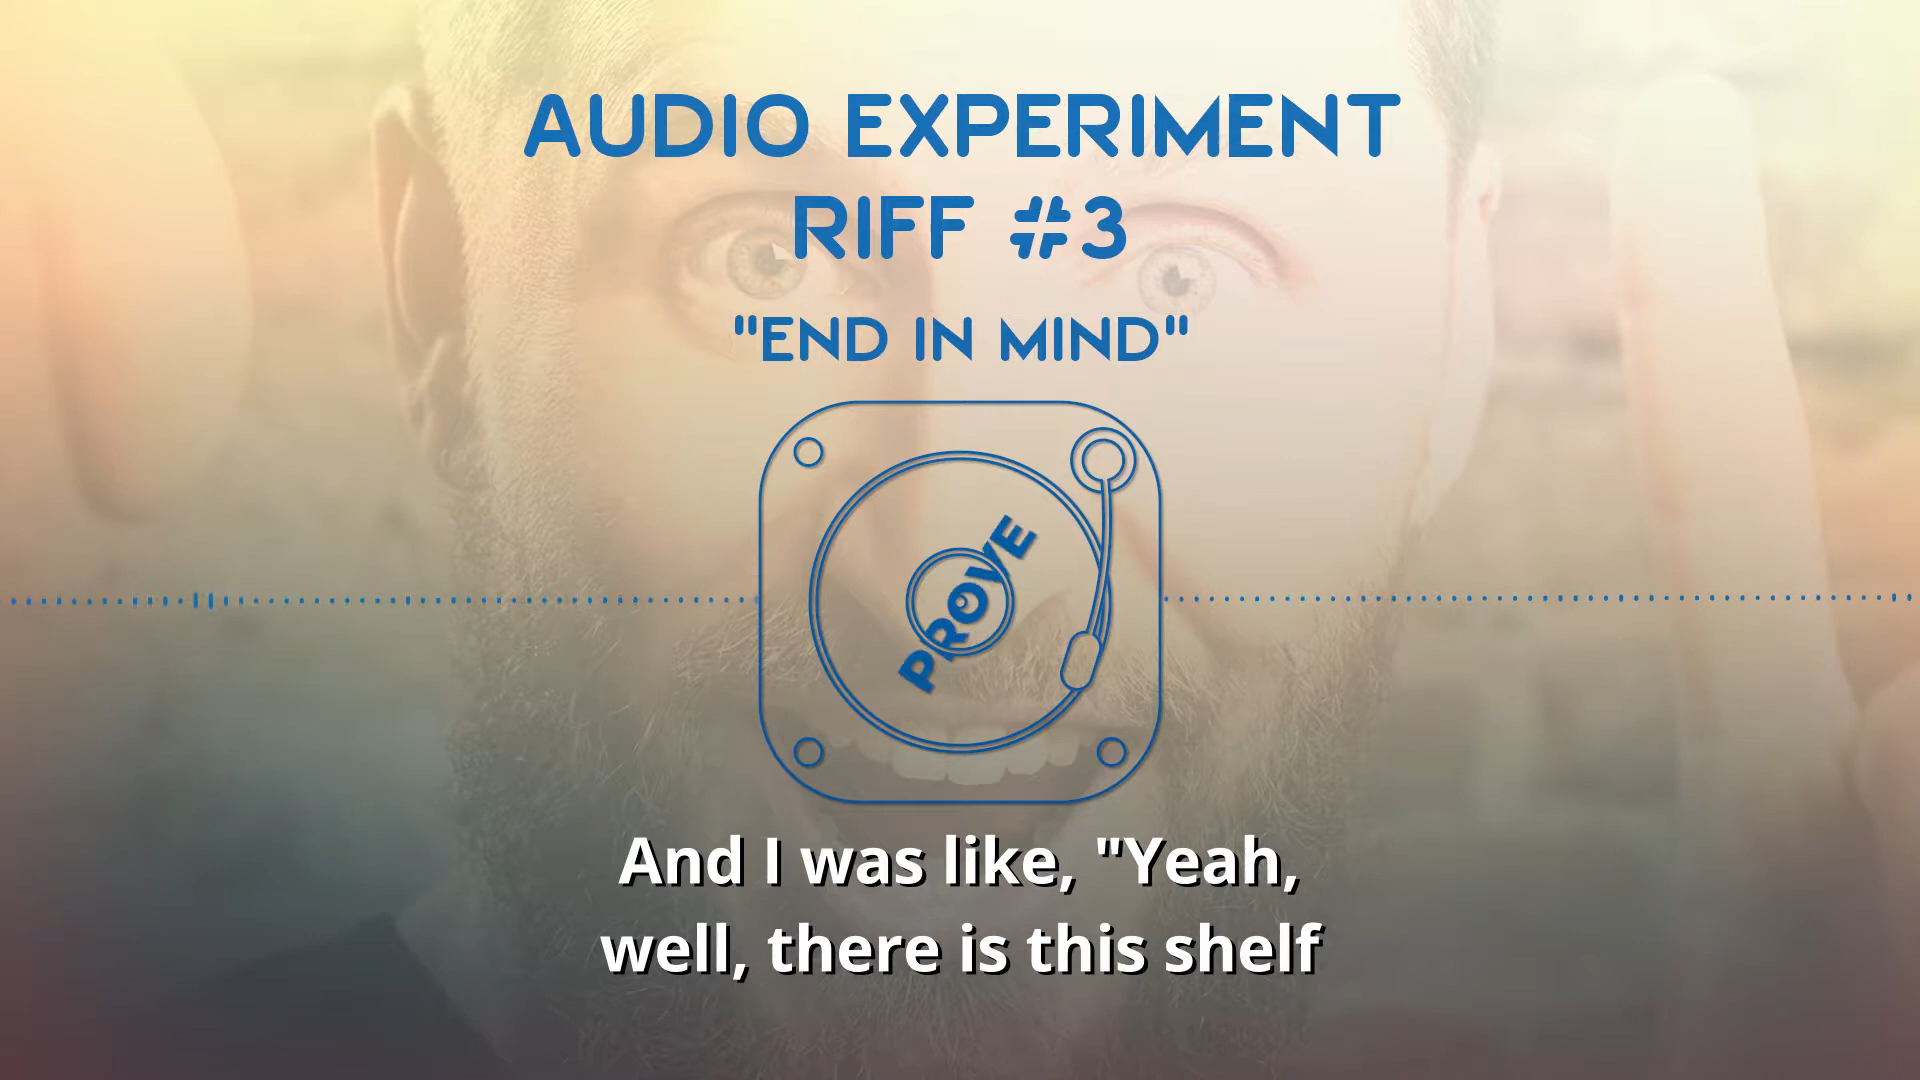 AUDIO EXPERIMENT
RIFF #3
"END IN MIND"
PROVE
And I was like, "Yeah,
well, there is this shelf